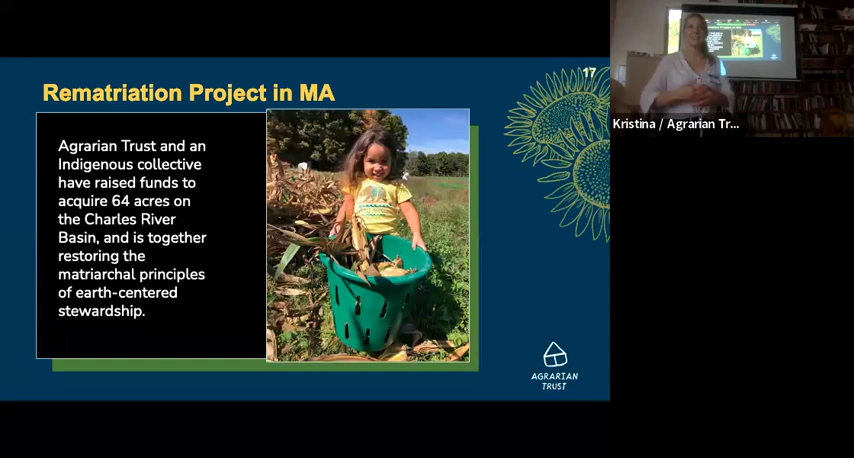 17
Rematriation Project in MA
Agrarian Trust and an
Indigenous collective
have raised funds to
acquire 64 acres on
the Charles River
Basin, and is together
restoring the
matriarchal principles
of earth-centered
stewardship.
AGRARIAN
TRUST
Kristina / Agrarian Tr...